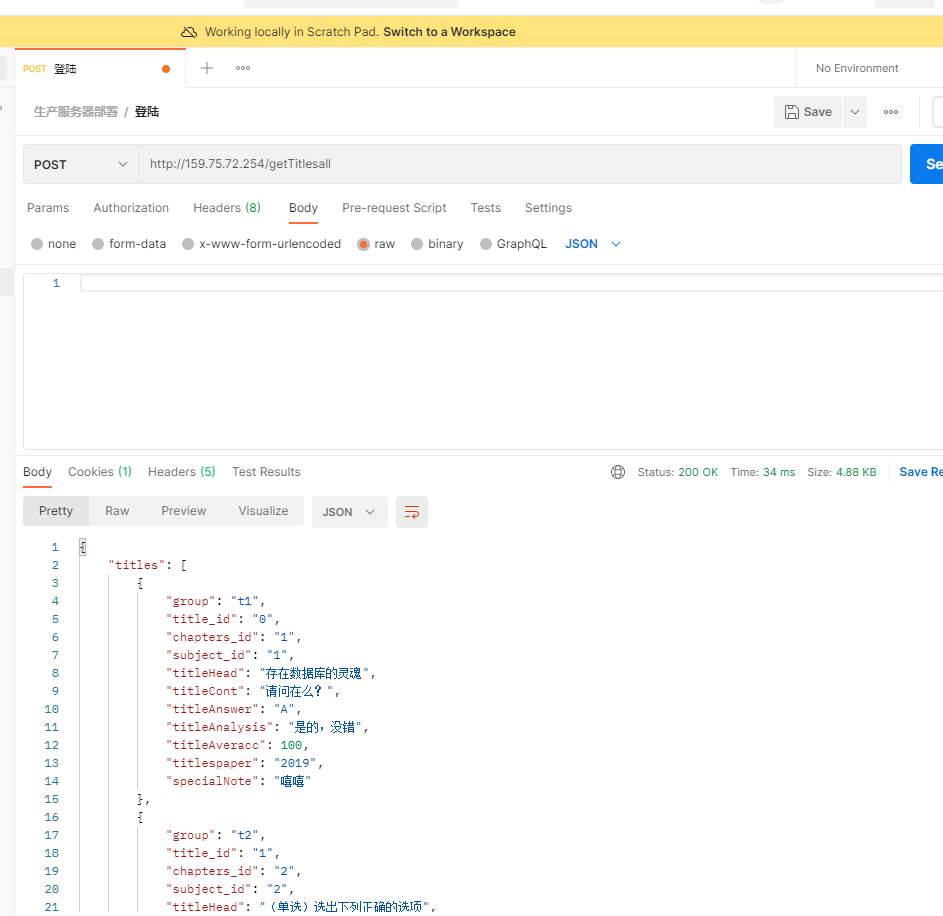 Working locally in Scratch Pad. Switch to a Workspace
POST 登陆
No Environment
生产服务器部署 / 登陆
Save
POST http://159.75.72.254/getTitlesall
Params Authorization Headers (8) Body Pre-request Script Tests Settings
none form-data x-www-form-urlencoded raw binary GraphQL JSON
1
Body Cookies (1) Headers (5) Test Results Status: 200 OK Time: 34 ms Size: 4.88 KB
Pretty Raw Preview Visualize JSON
1 {
2 "titles": [
3 {
4 "group": "t1",
5 "title_id": "0",
6 "chapters_id": "1",
7 "subject_id": "1",
8 "titleHead": "存在数据库的灵魂",
9 "titleCont": "请问在么？",
10 "titleAnswer": "A",
11 "titleAnalysis": "是的，没错",
12 "titleAveracc": 100,
13 "titlespaper": "2019",
14 "specialNote": "嘻嘻"
15 },
16 {
17 "group": "t2",
18 "title_id": "1",
19 "chapters_id": "2",
20 "subject_id": "2",
21 "titleHead": "（单选）选出下列正确的选项",